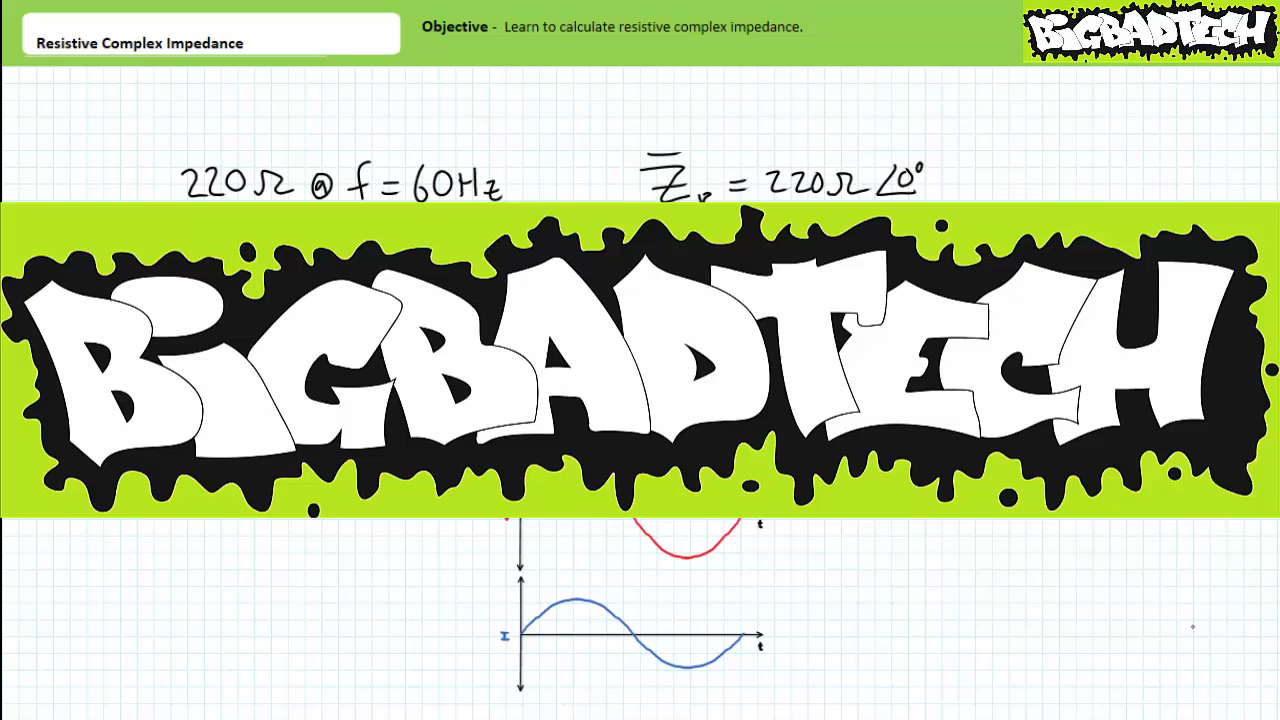 Resistive Complex Impedance
Objective - Learn to calculate resistive complex impedance.
BiGBADTECH
220Ω @ f = 60Hz
Z̅ᵣ = 220Ω ∠0°
BiGBADTECH
t
I
t